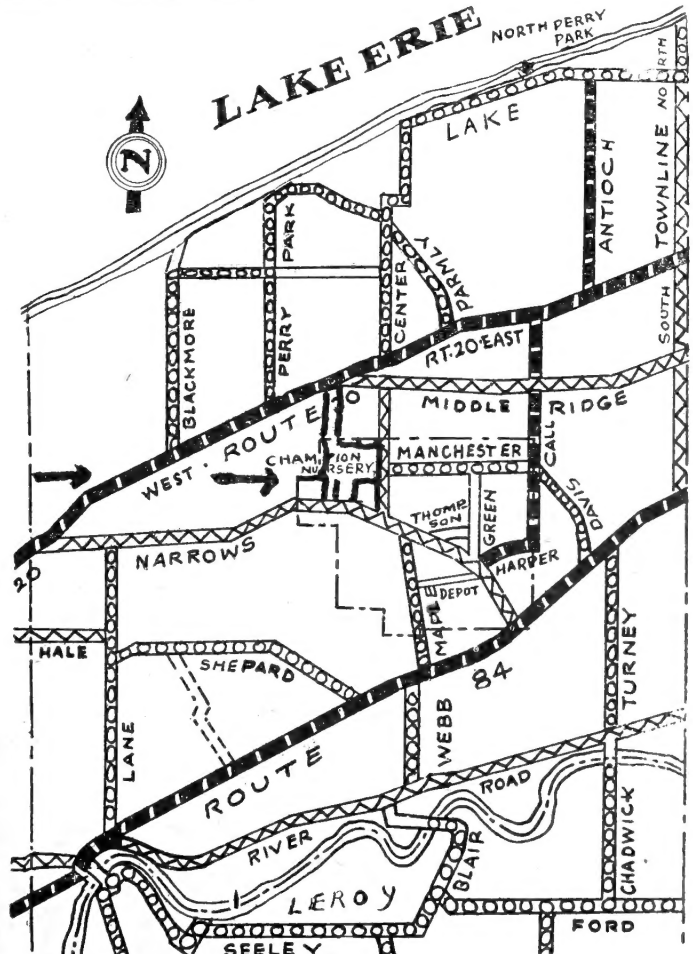 LAKE ERIE
NORTH PERRY
PARK
N
LAKE
ANTIOCH
TOWNLINE
NORTH
SOUTH
PARK
PERRY
BLACKMORE
CENTER
PARMLY
RT. 20 EAST
WEST · ROUTE 20
MIDDLE RIDGE
CHAMPION
NURSERY
MANCHESTER
CALL
THOMP
SON
GREEN
DAVIS
HARPER
DEPOT
MAPLE
NARROWS
20
HALE
SHEPARD
LANE
ROUTE 84
WEBB
TURNEY
RIVER ROAD
CHADWICK
BLAIR
LEROY
FORD
SEELEY